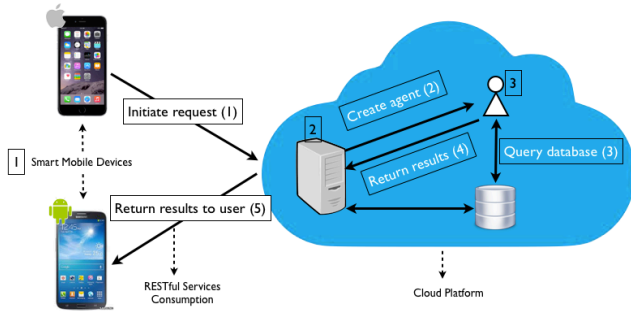 Initiate request (1)
1
Smart Mobile Devices
Return results to user (5)
RESTful Services
Consumption
2
Create agent (2)
3
Return results (4)
Query database (3)
Cloud Platform